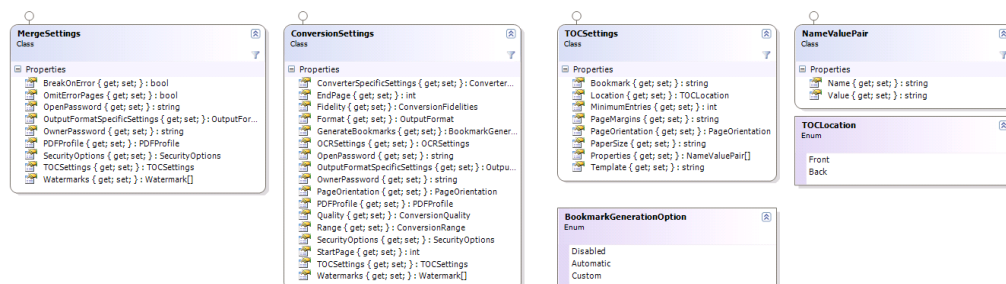 MergeSettings
Class
Properties
BreakOnError { get; set; } : bool
OmitErrorPages { get; set; } : bool
OpenPassword { get; set; } : string
OutputFormatSpecificSettings { get; set; } : OutputFor...
OwnerPassword { get; set; } : string
PDFProfile { get; set; } : PDFProfile
SecurityOptions { get; set; } : SecurityOptions
TOCSettings { get; set; } : TOCSettings
Watermarks { get; set; } : Watermark[]
ConversionSettings
Class
Properties
ConverterSpecificSettings { get; set; } : Converter...
EndPage { get; set; } : int
Fidelity { get; set; } : ConversionFidelities
Format { get; set; } : OutputFormat
GenerateBookmarks { get; set; } : BookmarkGener...
OCRSettings { get; set; } : OCRSettings
OpenPassword { get; set; } : string
OutputFormatSpecificSettings { get; set; } : Outpu...
OwnerPassword { get; set; } : string
PageOrientation { get; set; } : PageOrientation
PDFProfile { get; set; } : PDFProfile
Quality { get; set; } : ConversionQuality
Range { get; set; } : ConversionRange
SecurityOptions { get; set; } : SecurityOptions
StartPage { get; set; } : int
TOCSettings { get; set; } : TOCSettings
Watermarks { get; set; } : Watermark[]
TOCSettings
Class
Properties
Bookmark { get; set; } : string
Location { get; set; } : TOCLocation
MinimumEntries { get; set; } : int
PageMargins { get; set; } : string
PageOrientation { get; set; } : PageOrientation
PaperSize { get; set; } : string
Properties { get; set; } : NameValuePair[]
Template { get; set; } : string
BookmarkGenerationOption
Enum
Disabled
Automatic
Custom
NameValuePair
Class
Properties
Name { get; set; } : string
Value { get; set; } : string
TOCLocation
Enum
Front
Back